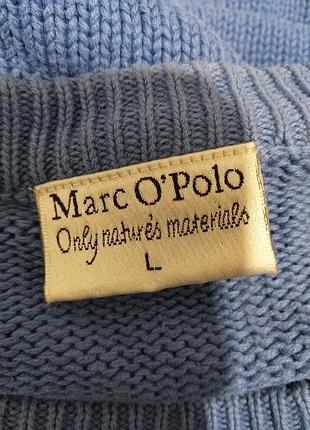 Marc O'Polo
Only nature's materials
L